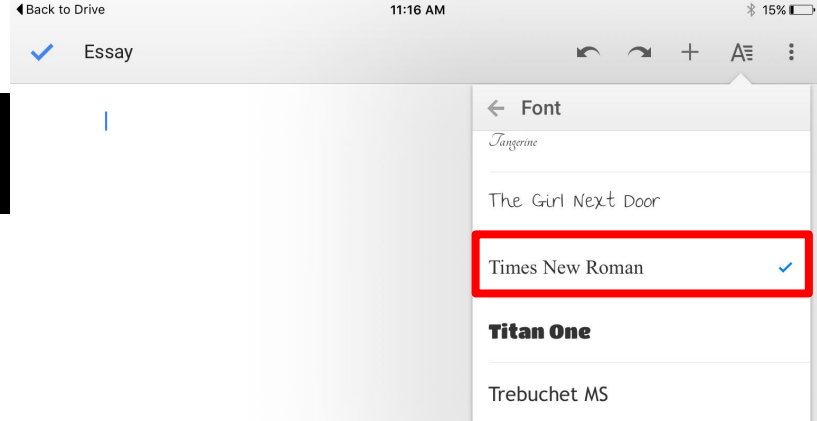 Back to Drive 11:16 AM 15%
Essay
Font
Tangerine
The Girl Next Door
Times New Roman
Titan One
Trebuchet MS